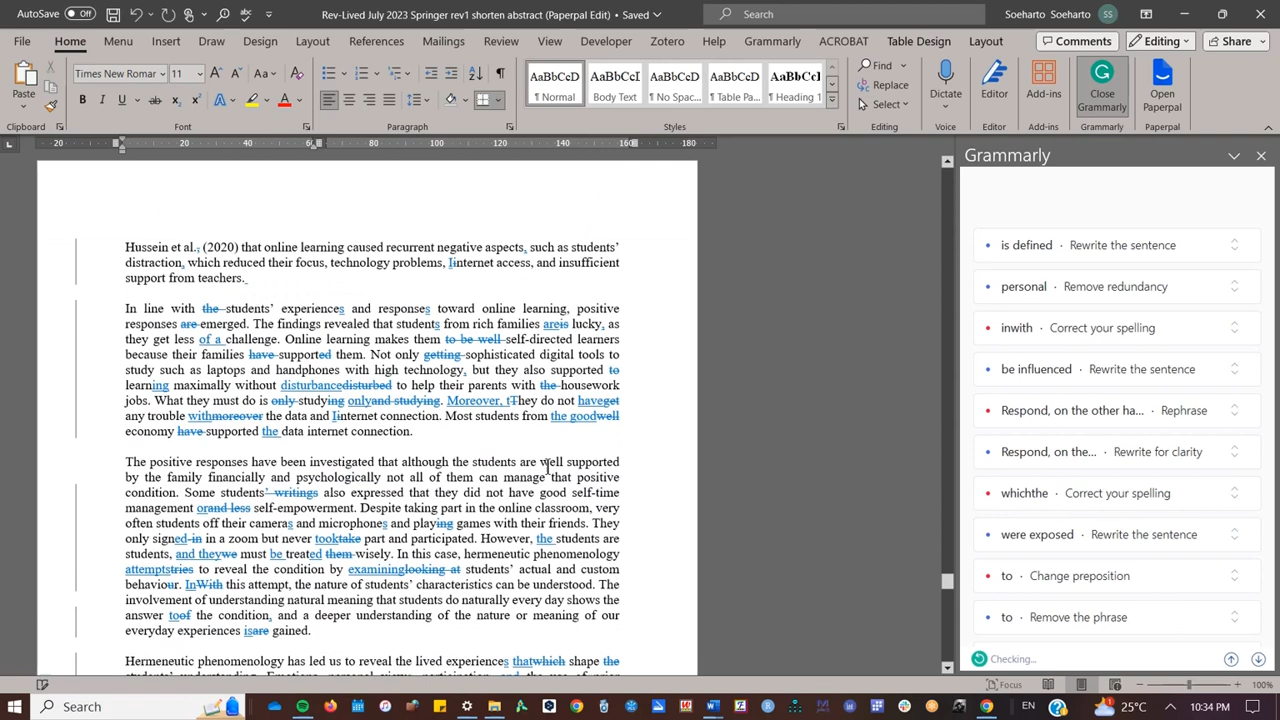 AutoSave Off Rev-Lived July 2023 Springer rev1 shorten abstract (Paperpal Edit) • Saved Search Soeharto Soeharto SS
File Home Menu Insert Draw Design Layout References Mailings Review View Developer Zotero Help Grammarly ACROBAT Table Design Layout Comments Editing Share
Paste Times New Roman 11 Find Replace Select Dictate Editor Add-ins Close Grammarly Open Paperpal
AaBbCcD AaBbCcI AaBbCcD AaBbCcD AaBbCcD
¶ Normal Body Text ¶ No Spac... ¶ Table Pa... ¶ Heading 1
Clipboard Font Paragraph Styles Editing Voice Editor Add-ins Grammarly Paperpal
20 20 40 60 80 100 120 140 160 180
Hussein et al., (2020) that online learning caused recurrent negative aspects, such as students’
distraction, which reduced their focus, technology problems, Iinternet access, and insufficient
support from teachers.
In line with the students’ experiences and responses toward online learning, positive
responses are emerged. The findings revealed that students from rich families areis lucky, as
they get less of a challenge. Online learning makes them to be well self-directed learners
because their families have supported them. Not only getting sophisticated digital tools to
study such as laptops and handphones with high technology, but they also supported to
learning maximally without disturbancedisturbed to help their parents with the housework
jobs. What they must do is only studying onlyand studying. Moreover, tThey do not haveget
any trouble withmoreover the data and Iinternet connection. Most students from the goodwell
economy have supported the data internet connection.
The positive responses have been investigated that although the students are well supported
by the family financially and psychologically not all of them can manage that positive
condition. Some students’ writings also expressed that they did not have good self-time
management orand less self-empowerment. Despite taking part in the online classroom, very
often students off their cameras and microphones and playing games with their friends. They
only signed in in a zoom but never tooktake part and participated. However, the students are
students, and theywe must be treated them wisely. In this case, hermeneutic phenomenology
attemptstries to reveal the condition by examininglooking at students’ actual and custom
behaviour. InWith this attempt, the nature of students’ characteristics can be understood. The
involvement of understanding natural meaning that students do naturally every day shows the
answer toof the condition, and a deeper understanding of the nature or meaning of our
everyday experiences isare gained.
Hermeneutic phenomenology has led us to reveal the lived experiences thatwhich shape the
Grammarly
is defined • Rewrite the sentence
personal • Remove redundancy
inwith • Correct your spelling
be influenced • Rewrite the sentence
Respond, on the other ha... • Rephrase
Respond, on the... • Rewrite for clarity
whichthe • Correct your spelling
were exposed • Rewrite the sentence
to • Change preposition
to • Remove the phrase
Checking...
Focus 100%
Search 25°C EN 10:34 PM